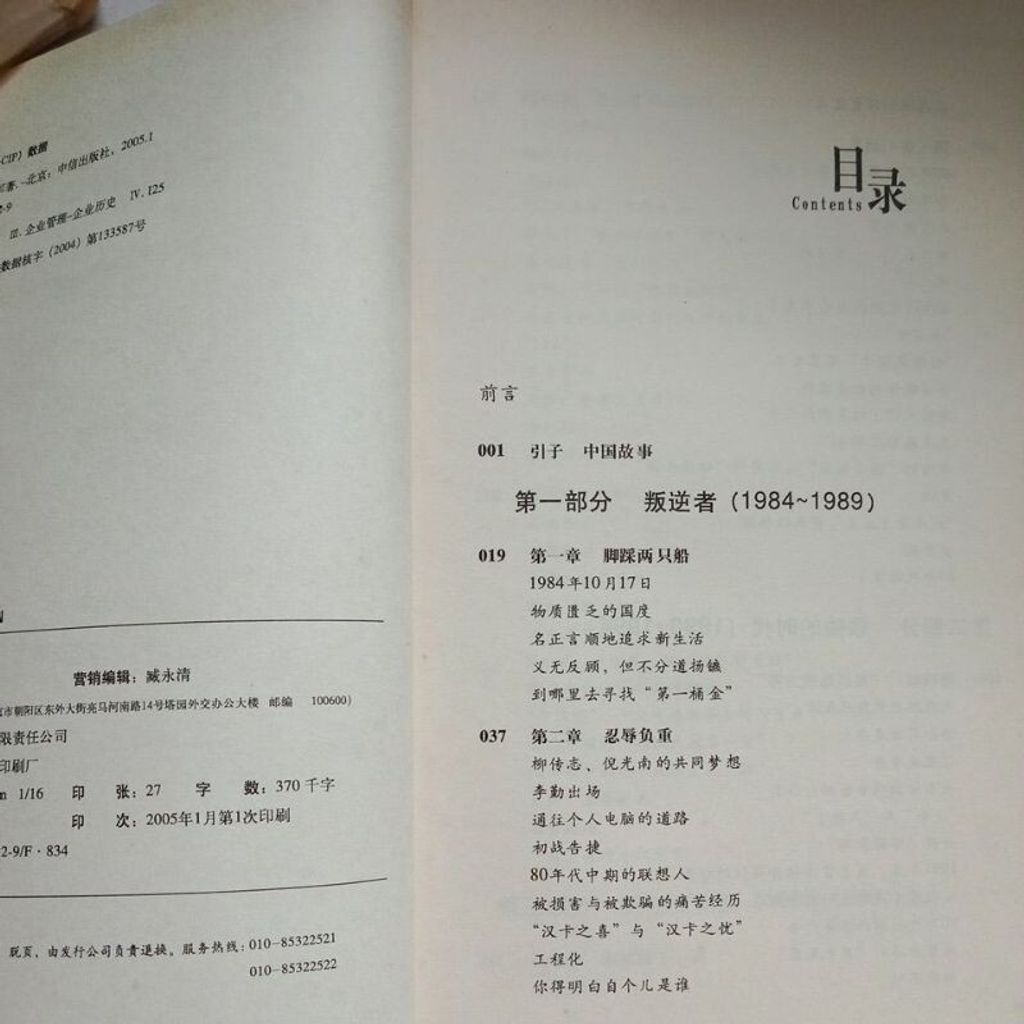 -CIP) 数据
著. -北京: 中信出版社, 2005.1
-9
Ⅲ. 企业管理-企业历史 Ⅳ. I25
数据核字 (2004) 第133587号
营销编辑: 臧永清
市朝阳区东外大街亮马河南路14号塔园外交办公大楼 邮编 100600)
限责任公司
印刷厂
1/16 印 张: 27 字 数: 370 千字
印 次: 2005年1月第1次印刷
2-9/F · 834
脱页, 由发行公司负责退换。服务热线: 010-85322521
010-85322522
目录
Contents
前言
001 引子 中国故事
第一部分 叛逆者 (1984~1989)
019 第一章 脚踩两只船
1984年10月17日
物质匮乏的国度
名正言顺地追求新生活
义无反顾, 但不分道扬镳
到哪里去寻找“第一桶金”
037 第二章 忍辱负重
柳传志、倪光南的共同梦想
李勤出场
通往个人电脑的道路
初战告捷
80年代中期的联想人
被损害与被欺骗的痛苦经历
“汉卡之喜”与“汉卡之忧”
工程化
你得明白自个儿是谁